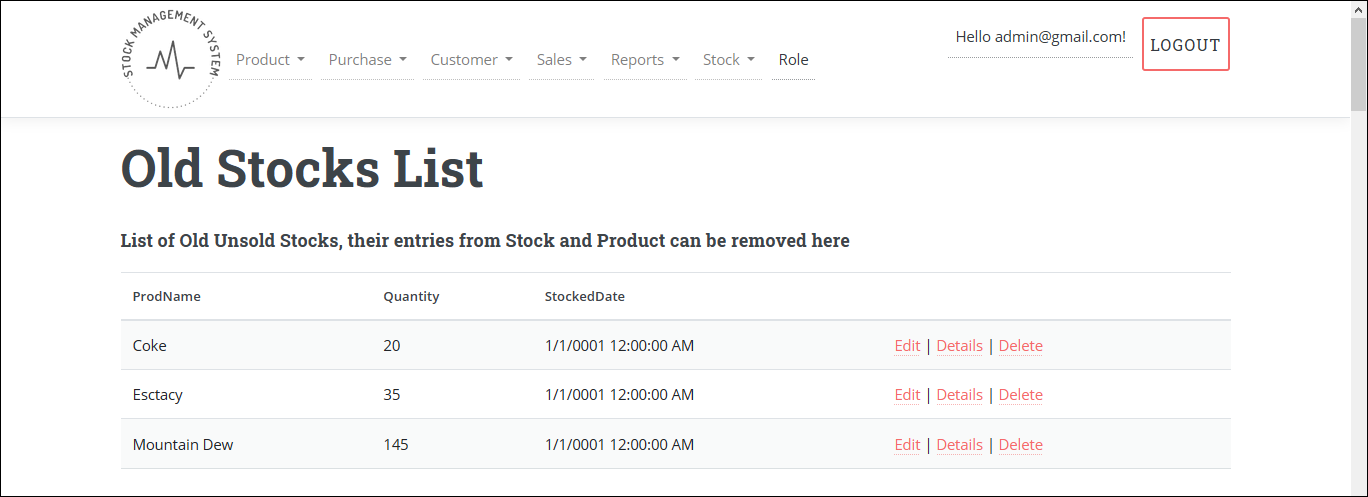 STOCK MANAGEMENT SYSTEM
Product Purchase Customer Sales Reports Stock Role
Hello admin@gmail.com! LOGOUT
Old Stocks List
List of Old Unsold Stocks, their entries from Stock and Product can be removed here
ProdName Quantity StockedDate
Coke 20 1/1/0001 12:00:00 AM Edit | Details | Delete
Esctacy 35 1/1/0001 12:00:00 AM Edit | Details | Delete
Mountain Dew 145 1/1/0001 12:00:00 AM Edit | Details | Delete